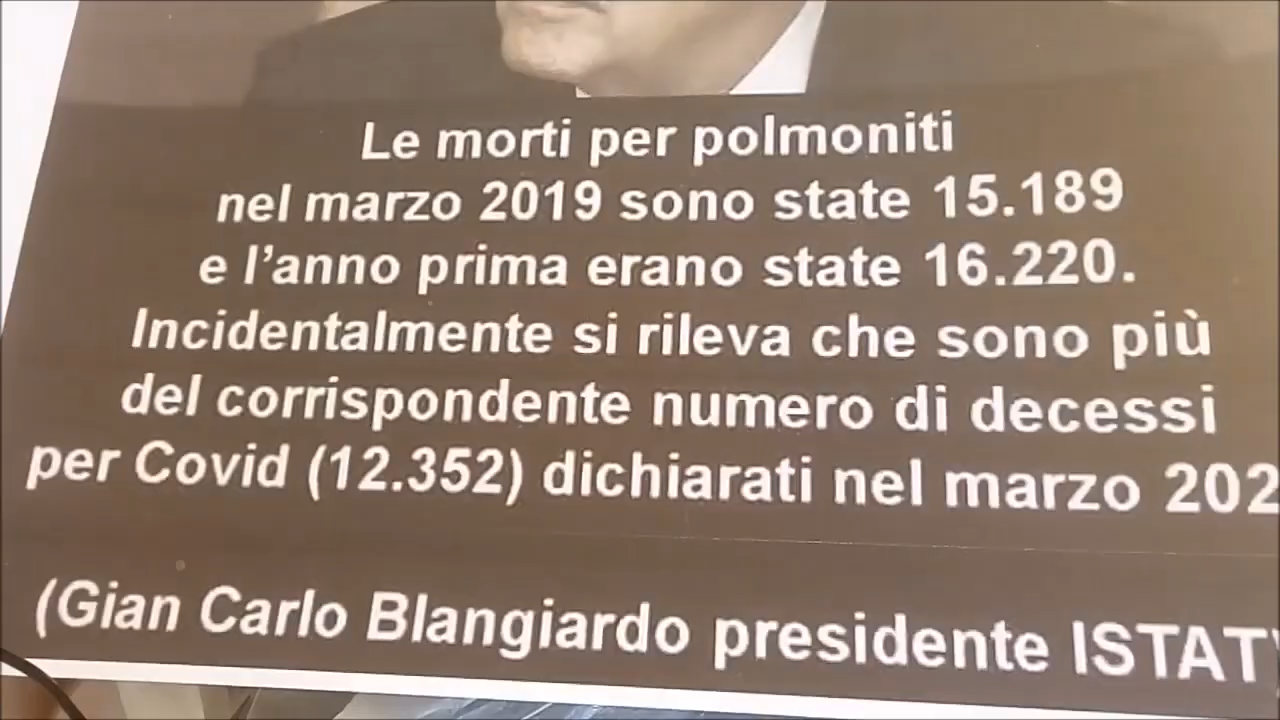 Le morti per polmoniti
nel marzo 2019 sono state 15.189
e l'anno prima erano state 16.220.
Incidentalmente si rileva che sono più
del corrispondente numero di decessi
per Covid (12.352) dichiarati nel marzo 202
(Gian Carlo Blangiardo presidente ISTAT)